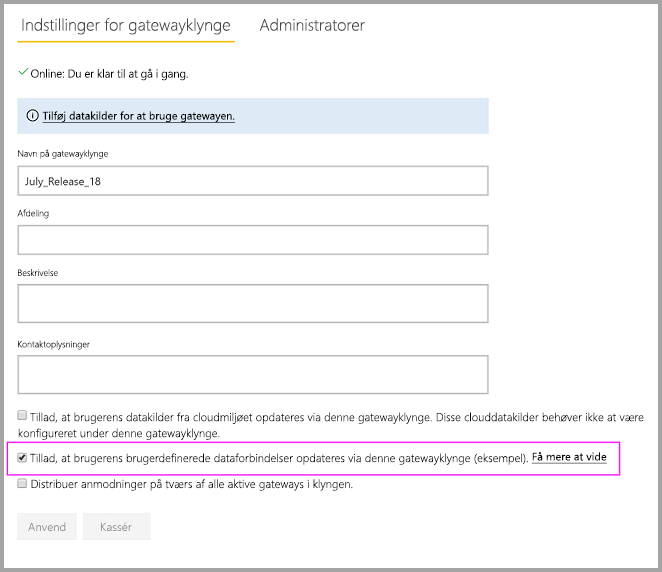 Indstillinger for gatewayklynge Administratorer
Online: Du er klar til at gå i gang.
Tilføj datakilder for at bruge gatewayen.
Navn på gatewayklynge
July_Release_18
Afdeling
Beskrivelse
Kontaktoplysninger
Tillad, at brugerens datakilder fra cloudmiljøet opdateres via denne gatewayklynge. Disse clouddatakilder behøver ikke at være
konfigureret under denne gatewayklynge.
Tillad, at brugerens brugerdefinerede dataforbindelser opdateres via denne gatewayklynge (eksempel). Få mere at vide
Distribuer anmodninger på tværs af alle aktive gateways i klyngen.
Anvend Kassér